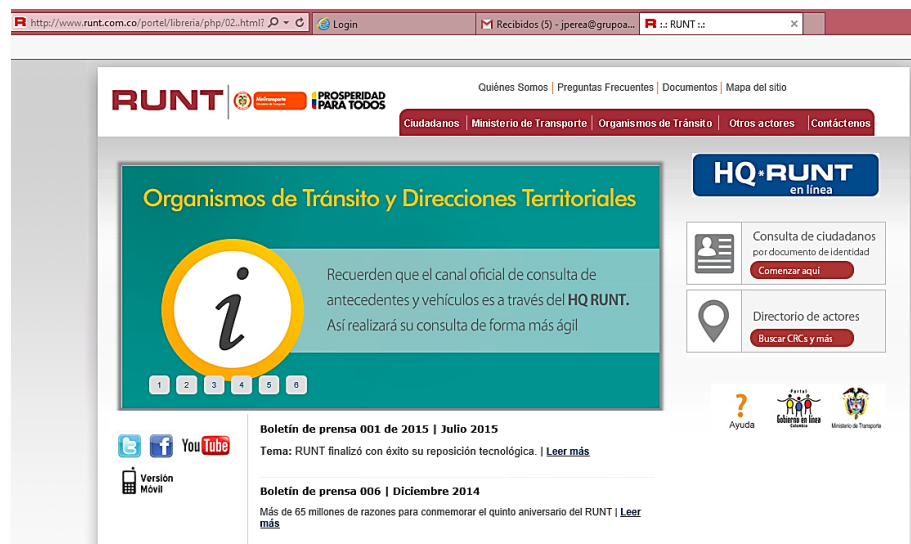 http://www.runt.com.co/portel/libreria/php/02..html?
Login
Recibidos (5) - jperea@grupoa...
R :.: RUNT :.:
Quiénes Somos | Preguntas Frecuentes | Documentos | Mapa del sitio
RUNT
MinTransporte
PROSPERIDAD
PARA TODOS
Ciudadanos | Ministerio de Transporte | Organismos de Tránsito | Otros actores | Contáctenos
Organismos de Tránsito y Direcciones Territoriales
i
Recuerden que el canal oficial de consulta de
antecedentes y vehículos es a través del HQ RUNT.
Así realizará su consulta de forma más ágil
1 2 3 4 5 6
HQ*RUNT
en línea
Consulta de ciudadanos
por documento de identidad
Comenzar aquí
Directorio de actores
Buscar CRCs y más
?
Ayuda
Portal
Gobierno en línea
Colombia
Ministerio de Transporte
You Tube
Versión
Móvil
Boletín de prensa 001 de 2015 | Julio 2015
Tema: RUNT finalizó con éxito su reposición tecnológica. | Leer más
Boletín de prensa 006 | Diciembre 2014
Más de 65 millones de razones para conmemorar el quinto aniversario del RUNT | Leer
más